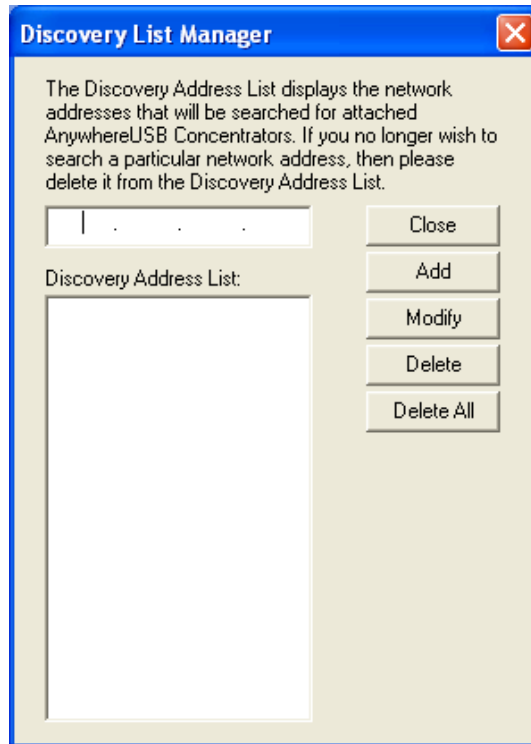 Discovery List Manager
The Discovery Address List displays the network
addresses that will be searched for attached
AnywhereUSB Concentrators. If you no longer wish to
search a particular network address, then please
delete it from the Discovery Address List.
. . .
Close
Discovery Address List:
Add
Modify
Delete
Delete All